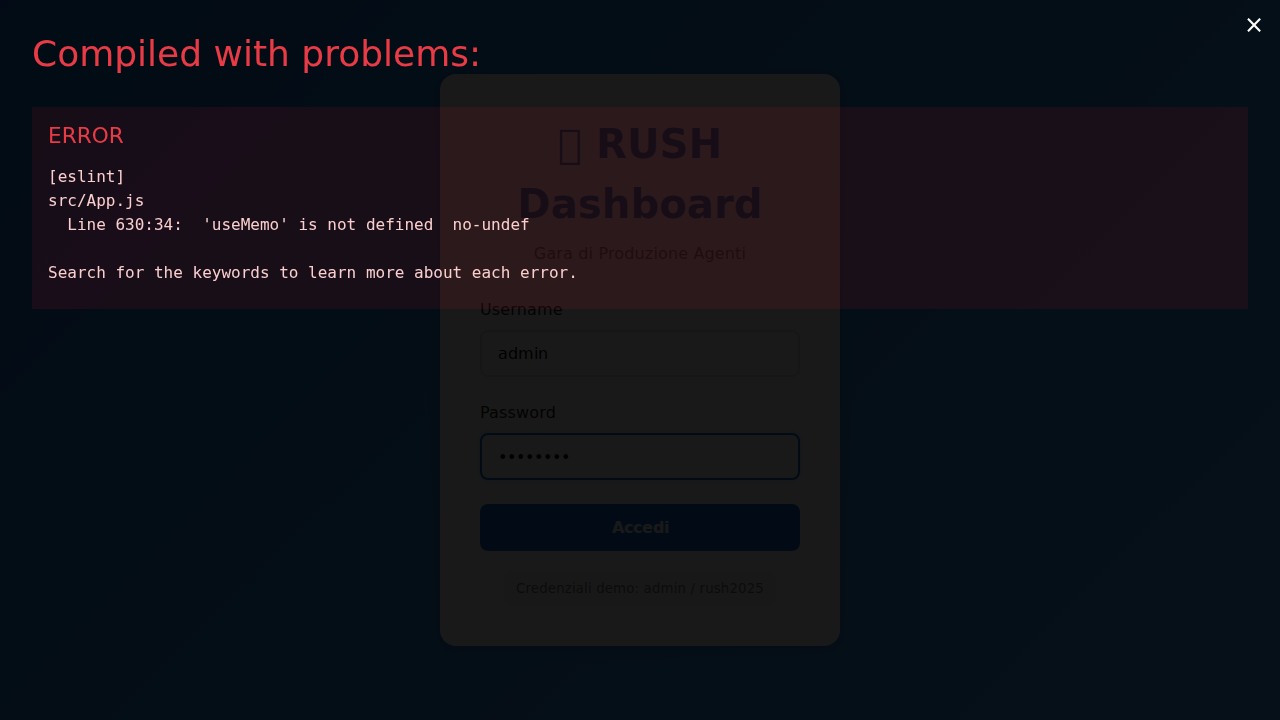 Compiled with problems:
×
ERROR
[eslint]
src/App.js
Line 630:34: 'useMemo' is not defined no-undef
Search for the keywords to learn more about each error.
RUSH
Dashboard
Gara di Produzione Agenti
Username
admin
Password
••••••••
Accedi
Credenziali demo: admin / rush2025